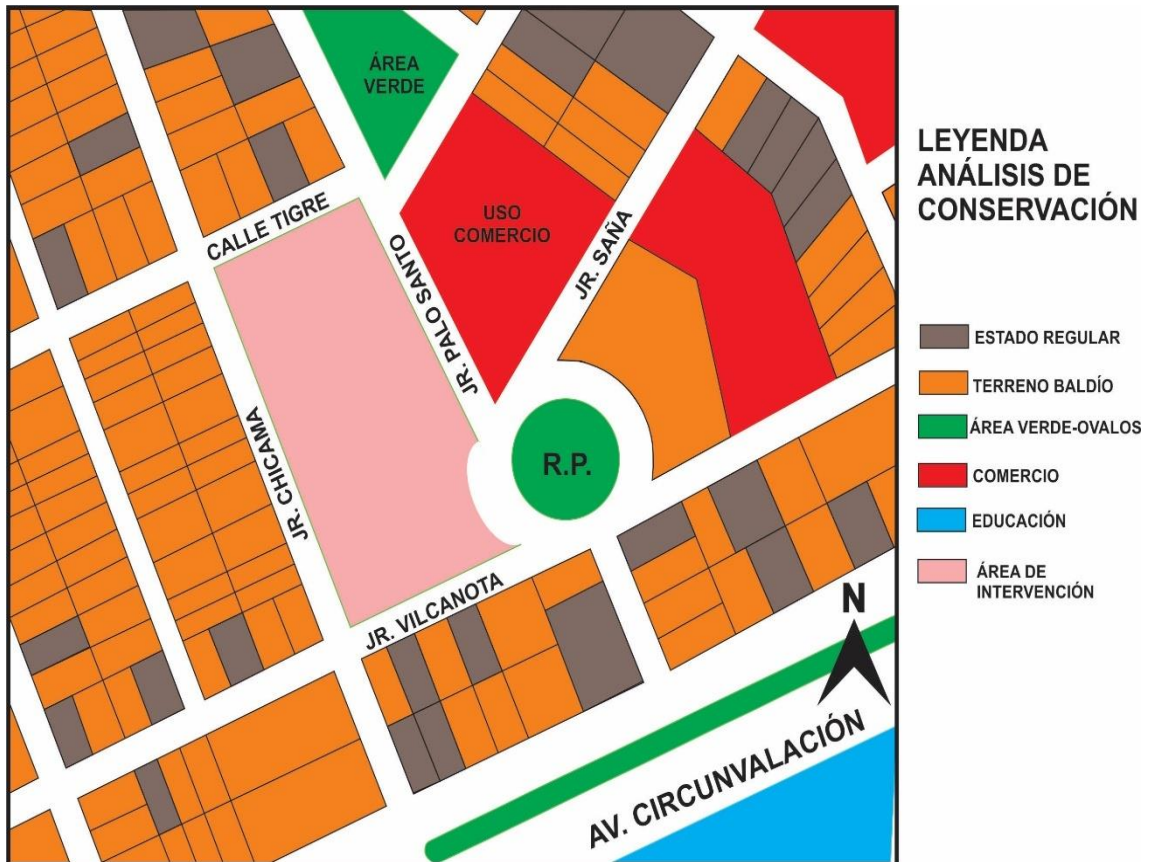 ÁREA
VERDE
USO
COMERCIO
CALLE TIGRE
JR. PALO SANTO
JR. SAÑA
JR. CHICAMA
R.P.
JR. VILCANOTA
N
AV. CIRCUNVALACIÓN
LEYENDA
ANÁLISIS DE
CONSERVACIÓN
ESTADO REGULAR
TERRENO BALDÍO
ÁREA VERDE-OVALOS
COMERCIO
EDUCACIÓN
ÁREA DE
INTERVENCIÓN